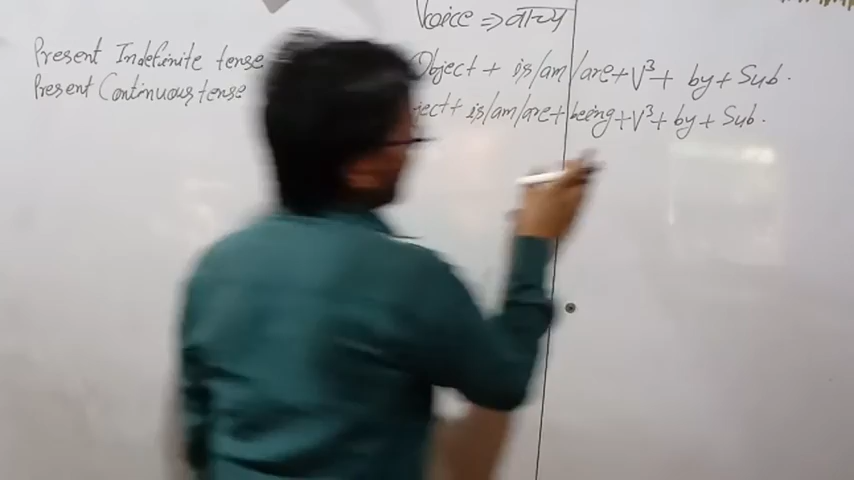 Voice ⇒ वाच्य
Present Indefinite tense Object + is/am/are+V³+ by+Sub.
Present Continuous tense ject+ is/am/are+being+V³+by+Sub.